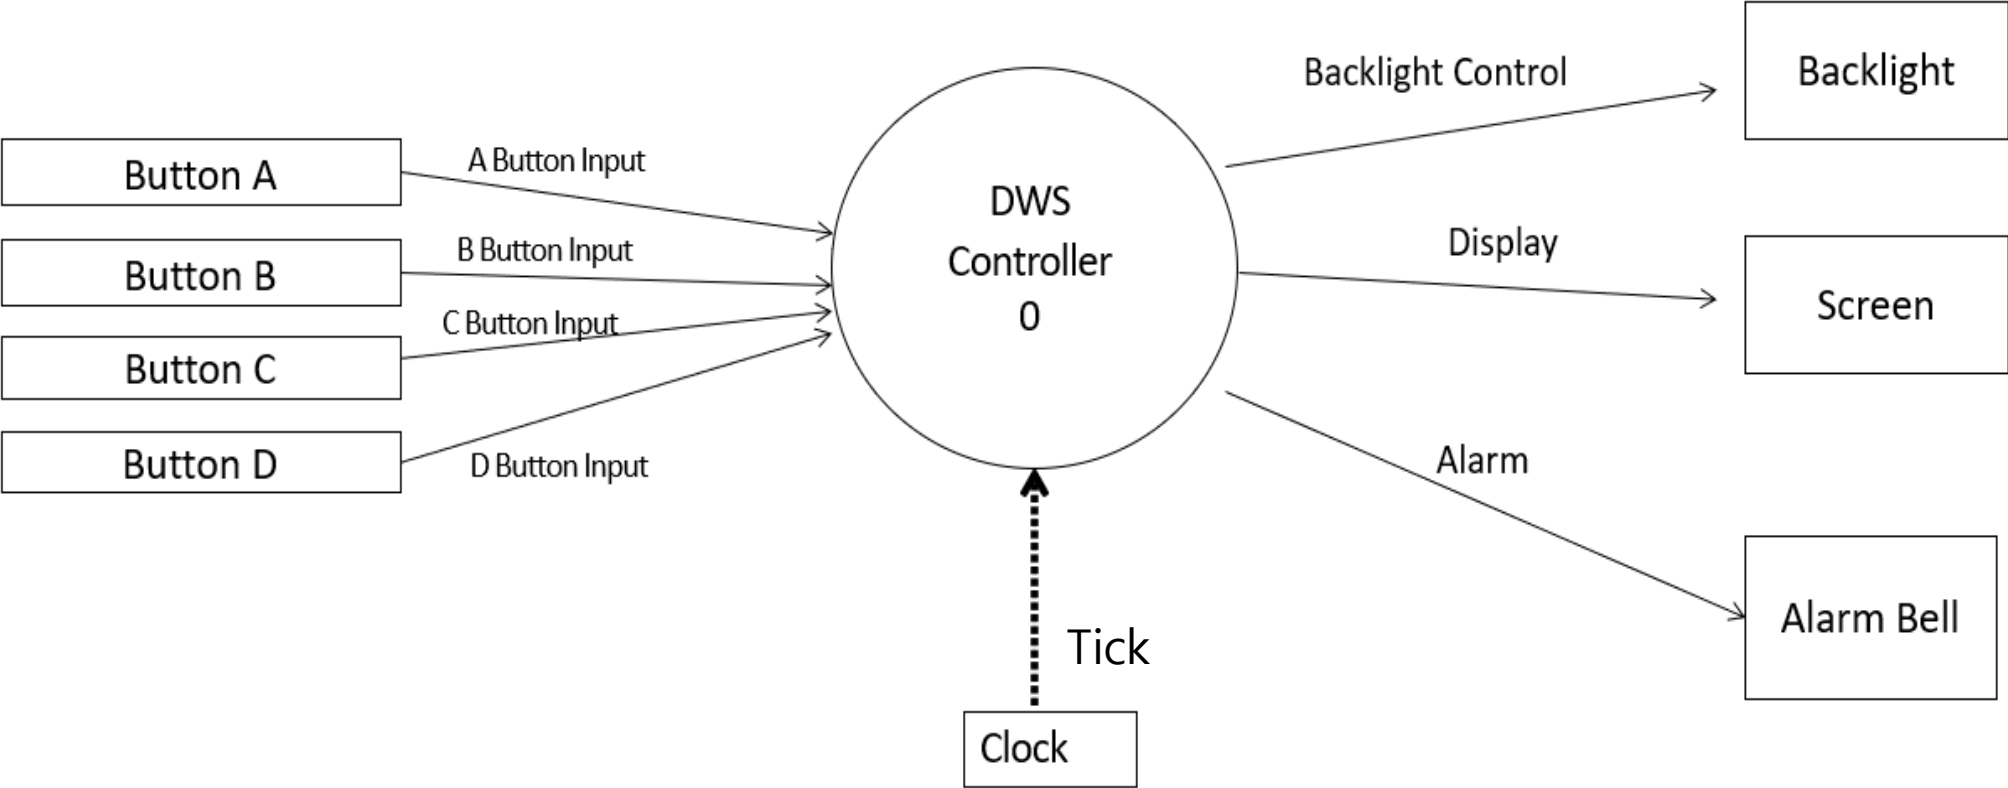 Button A
Button B
Button C
Button D
A Button Input
B Button Input
C Button Input
D Button Input
DWS
Controller
0
Tick
Clock
Backlight Control
Display
Alarm
Backlight
Screen
Alarm Bell